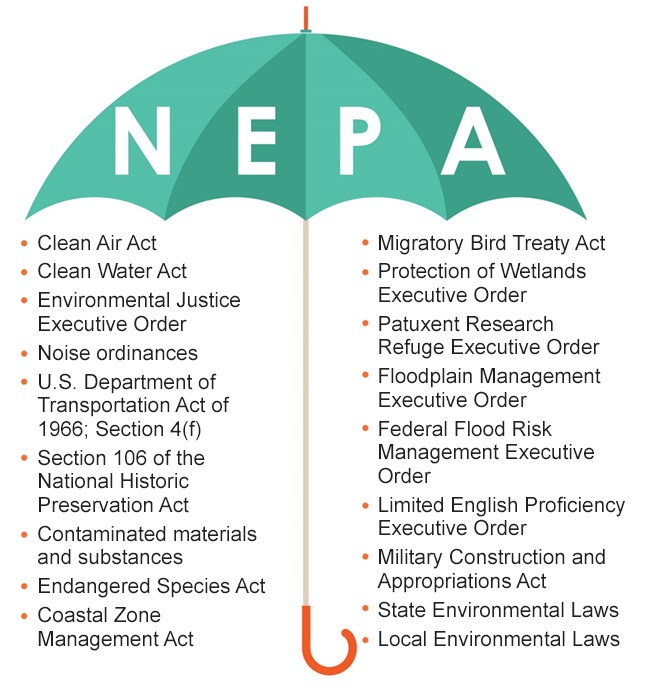 NEPA
• Clean Air Act
• Clean Water Act
• Environmental Justice
Executive Order
• Noise ordinances
• U.S. Department of
Transportation Act of
1966; Section 4(f)
• Section 106 of the
National Historic
Preservation Act
• Contaminated materials
and substances
• Endangered Species Act
• Coastal Zone
Management Act
• Migratory Bird Treaty Act
• Protection of Wetlands
Executive Order
• Patuxent Research
Refuge Executive Order
• Floodplain Management
Executive Order
• Federal Flood Risk
Management Executive
Order
• Limited English Proficiency
Executive Order
• Military Construction and
Appropriations Act
• State Environmental Laws
• Local Environmental Laws